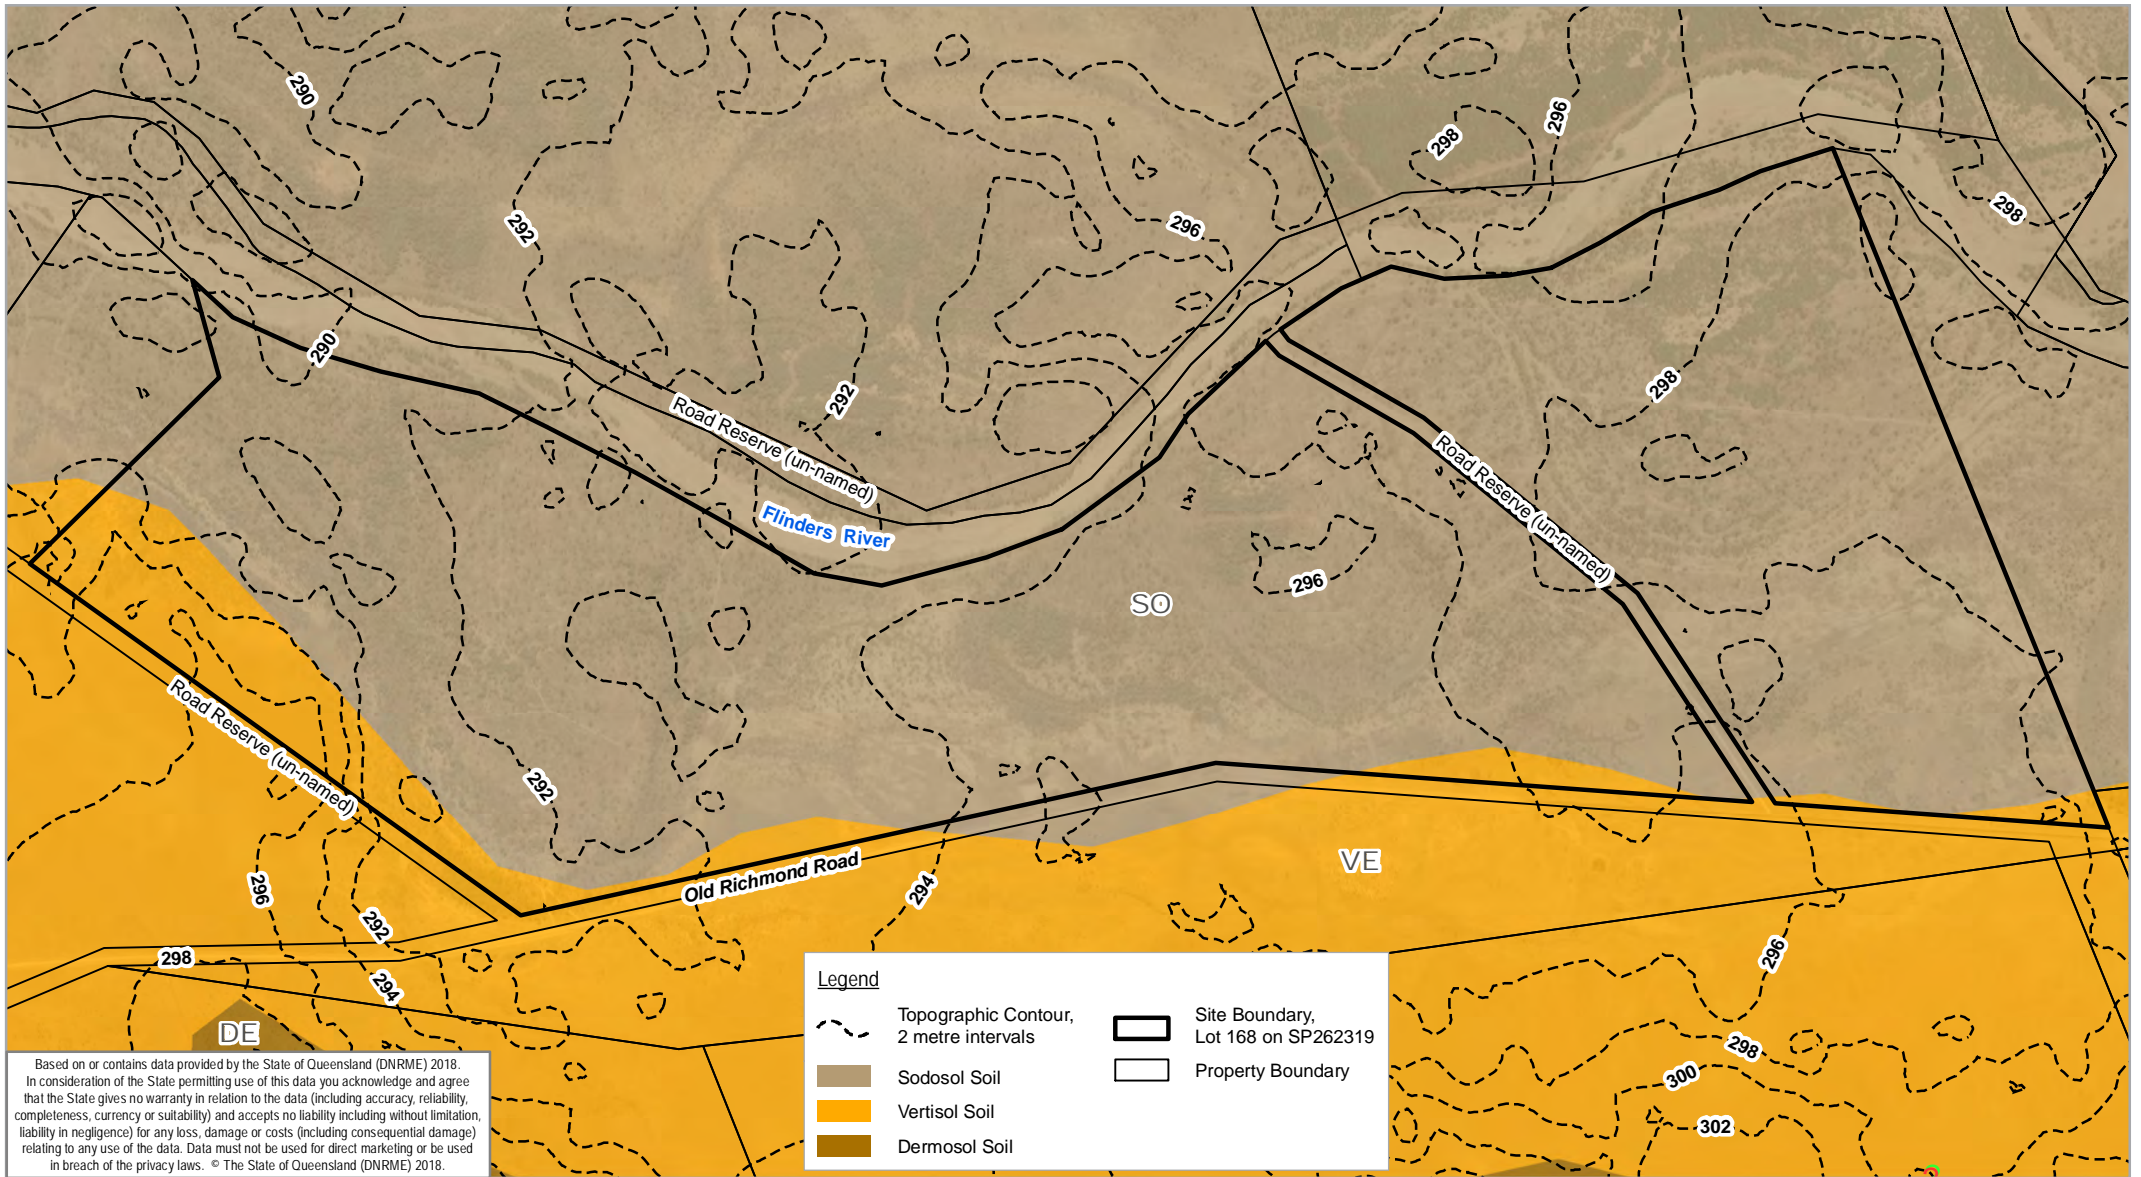 290
296
298
292
296
298
290
298
292
Road Reserve (un-named)
Road Reserve (un-named)
Flinders River
296
SO
Road Reserve (un-named)
292
Old Richmond Road
VE
294
296
292
298
294
296
DE
298
300
302
Legend
Topographic Contour,
2 metre intervals
Sodosol Soil
Vertisol Soil
Dermosol Soil
Site Boundary,
Lot 168 on SP262319
Property Boundary
Based on or contains data provided by the State of Queensland (DNRME) 2018.
In consideration of the State permitting use of this data you acknowledge and agree
that the State gives no warranty in relation to the data (including accuracy, reliability,
completeness, currency or suitability) and accepts no liability including without limitation,
liability in negligence) for any loss, damage or costs (including consequential damage)
relating to any use of the data. Data must not be used for direct marketing or be used
in breach of the privacy laws. © The State of Queensland (DNRME) 2018.